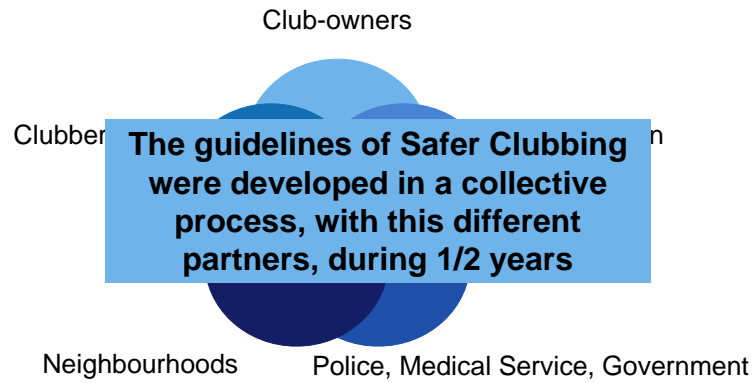 Club-owners
Clubber
The guidelines of Safer Clubbing
were developed in a collective
process, with this different
partners, during 1/2 years
Neighbourhoods
Police, Medical Service, Government